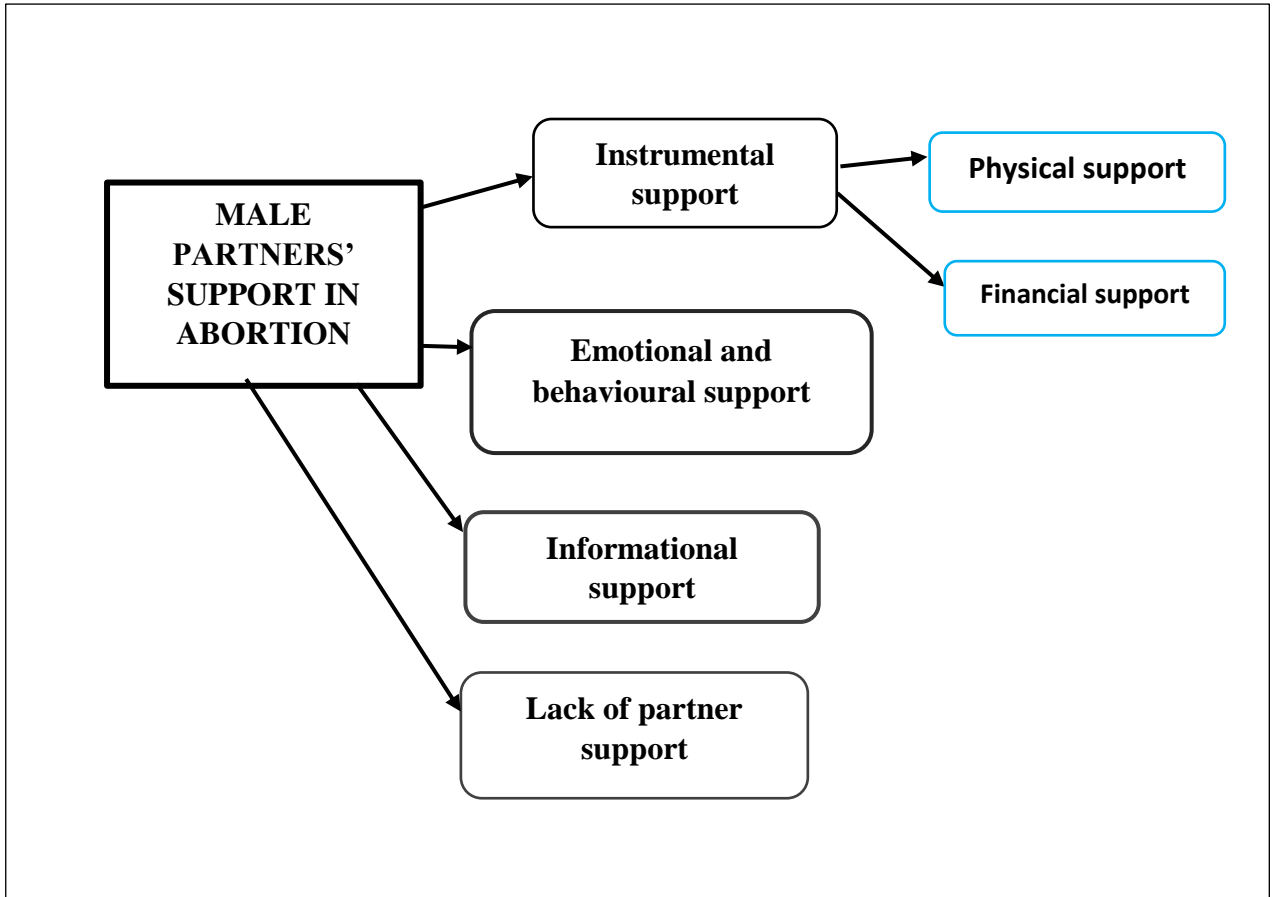 MALE
PARTNERS’
SUPPORT IN
ABORTION
Instrumental
support
Physical support
Financial support
Emotional and
behavioural support
Informational
support
Lack of partner
support